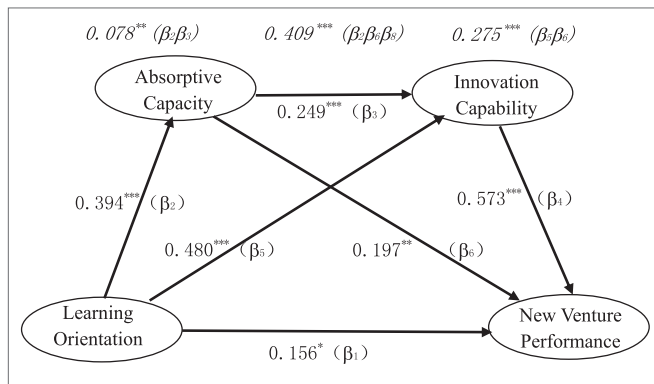 0.078** (β2β3) 0.409*** (β2β6β8) 0.275*** (β5β6)
Absorptive
Capacity
Innovation
Capability
0.249*** (β3)
0.394*** (β2)
0.573*** (β4)
0.480*** (β5)
0.197** (β6)
Learning
Orientation
New Venture
Performance
0.156* (β1)